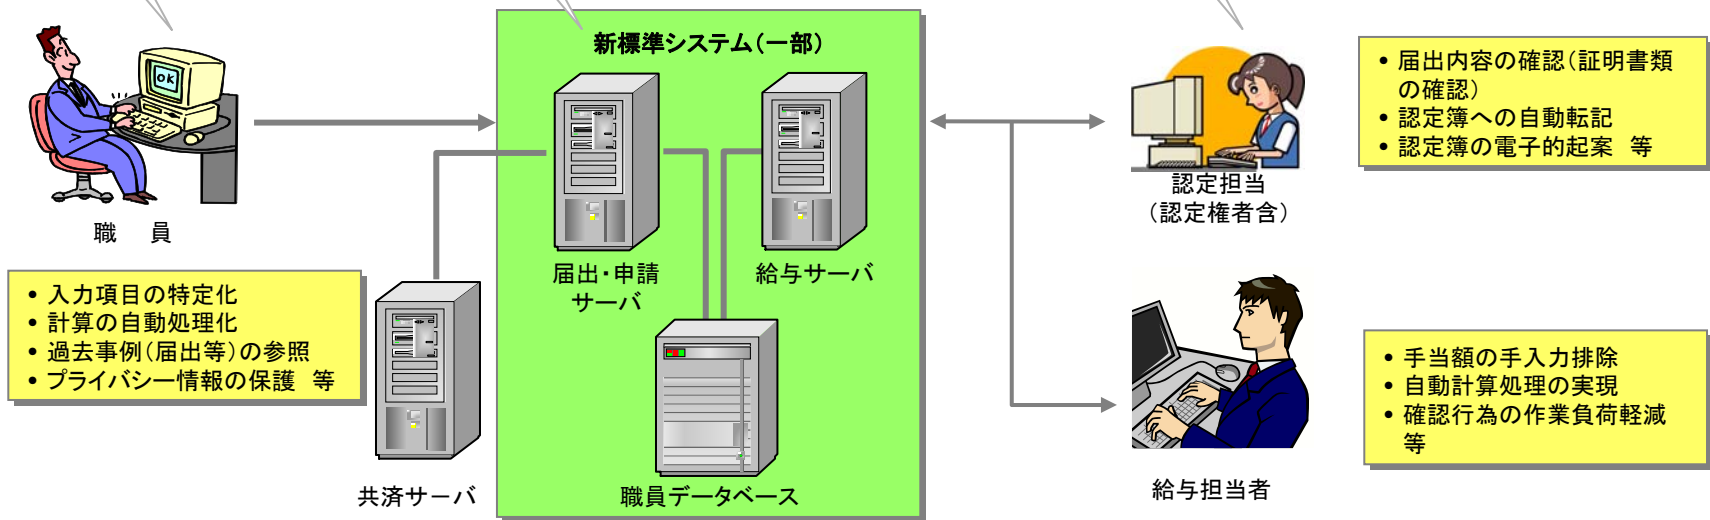 新標準システム(一部)
OK
職　員
届出・申請
サーバ
給与サーバ
共済サーバ
職員データベース
• 入力項目の特定化
• 計算の自動処理化
• 過去事例(届出等)の参照
• プライバシー情報の保護　等
認定担当
(認定権者含)
• 届出内容の確認(証明書類
の確認)
• 認定簿への自動転記
• 認定簿の電子的起案　等
給与担当者
• 手当額の手入力排除
• 自動計算処理の実現
• 確認行為の作業負荷軽減
等